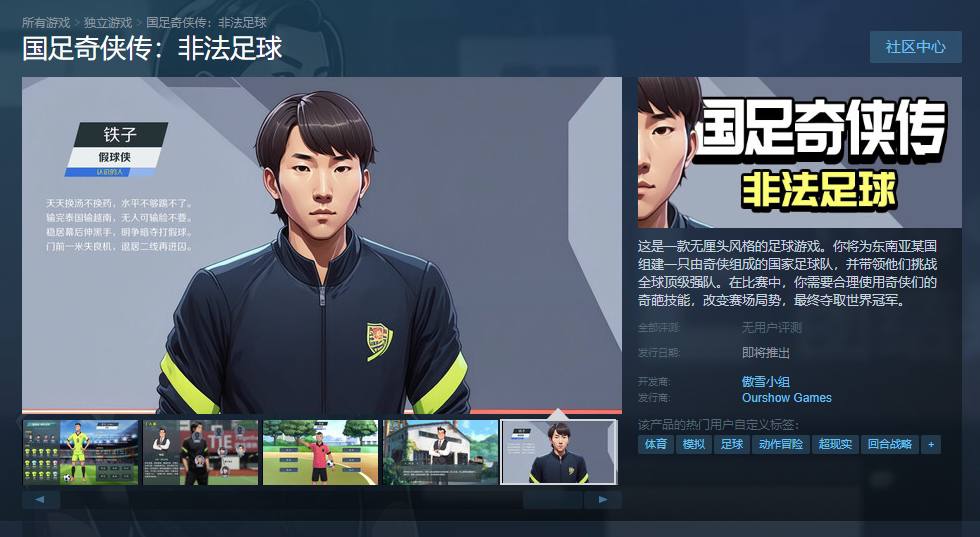 所有游戏 > 独立游戏 > 国足奇侠传：非法足球
国足奇侠传：非法足球
社区中心
铁子
假球侠
天天换汤不换药，水平不够踢不了。
输完泰国输越南，无人可输脸不要。
稳居幕后伸黑手，明争暗夺打假球。
门前一米失良机，退居二线再进囚。
国足奇侠传
非法足球
这是一款无厘头风格的足球游戏。你将为东南亚某国
组建一只由奇侠组成的国家足球队，并带领他们挑战
全球顶级强队。在比赛中，你需要合理使用奇侠们的
奇葩技能，改变赛场局势，最终夺取世界冠军。
全部评测: 无用户评测
发行日期: 即将推出
开发商: 傲雪小组
发行商: Ourshow Games
该产品的热门用户自定义标签：
体育 模拟 足球 动作冒险 超现实 回合战略 +